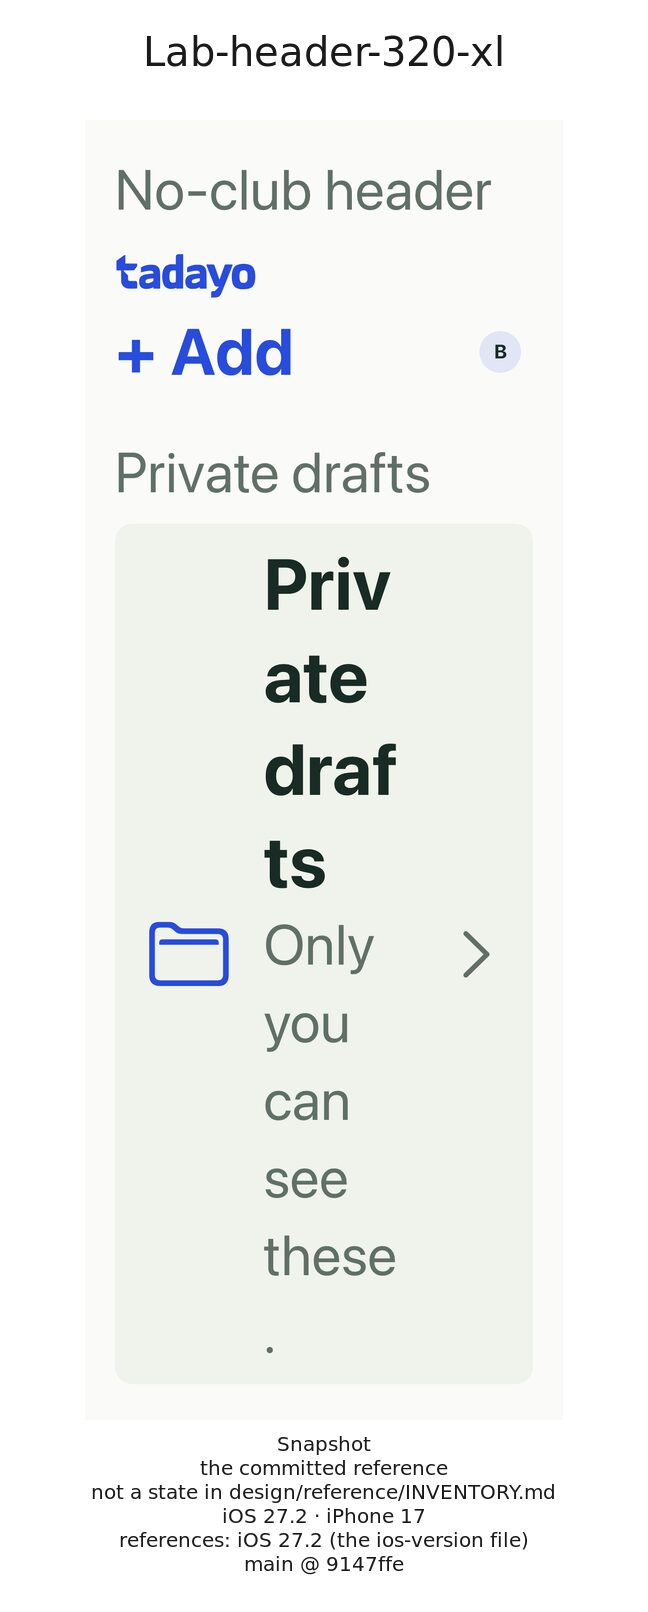 Lab-header-320-xl
No-club header
tadayo
+ Add
B
Private drafts
Priv
ate
draf
ts
Only
you
can
see
these
.
Snapshot
the committed reference
not a state in design/reference/INVENTORY.md
iOS 27.2 · iPhone 17
references: iOS 27.2 (the ios-version file)
main @ 9147ffe